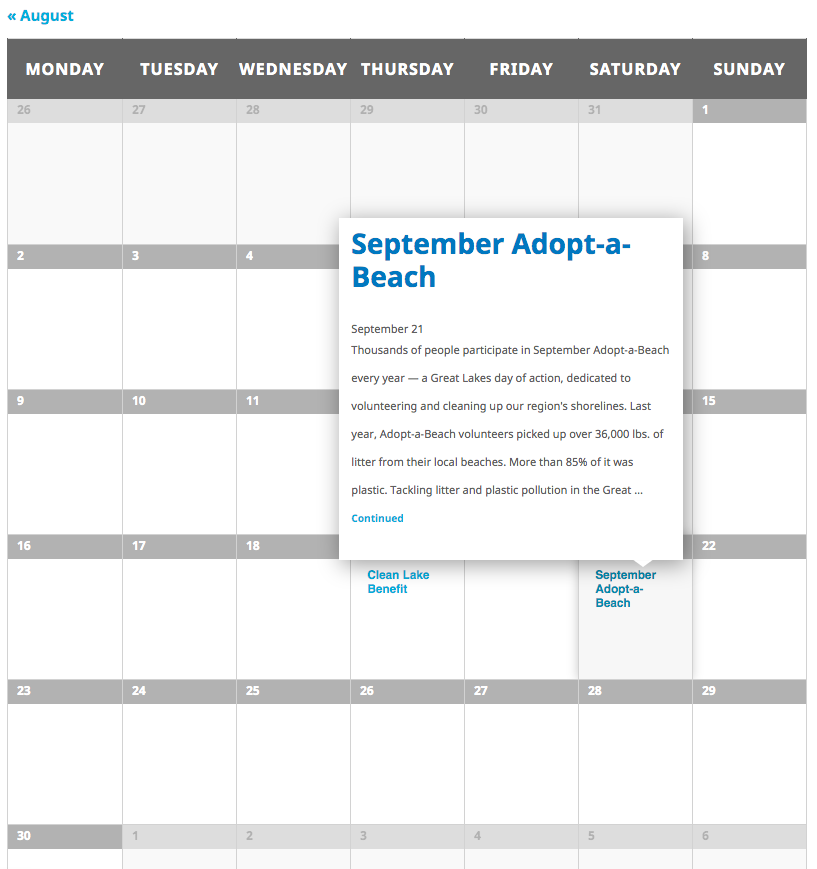 « August
MONDAY TUESDAY WEDNESDAY THURSDAY FRIDAY SATURDAY SUNDAY
26 27 28 29 30 31 1
2 3 4 8
September Adopt-a-
Beach
September 21
Thousands of people participate in September Adopt-a-Beach
every year — a Great Lakes day of action, dedicated to
volunteering and cleaning up our region's shorelines. Last
year, Adopt-a-Beach volunteers picked up over 36,000 lbs. of
litter from their local beaches. More than 85% of it was
plastic. Tackling litter and plastic pollution in the Great ...
Continued
9 10 11 15
16 17 18 22
Clean Lake
Benefit
September
Adopt-a-
Beach
23 24 25 26 27 28 29
30 1 2 3 4 5 6